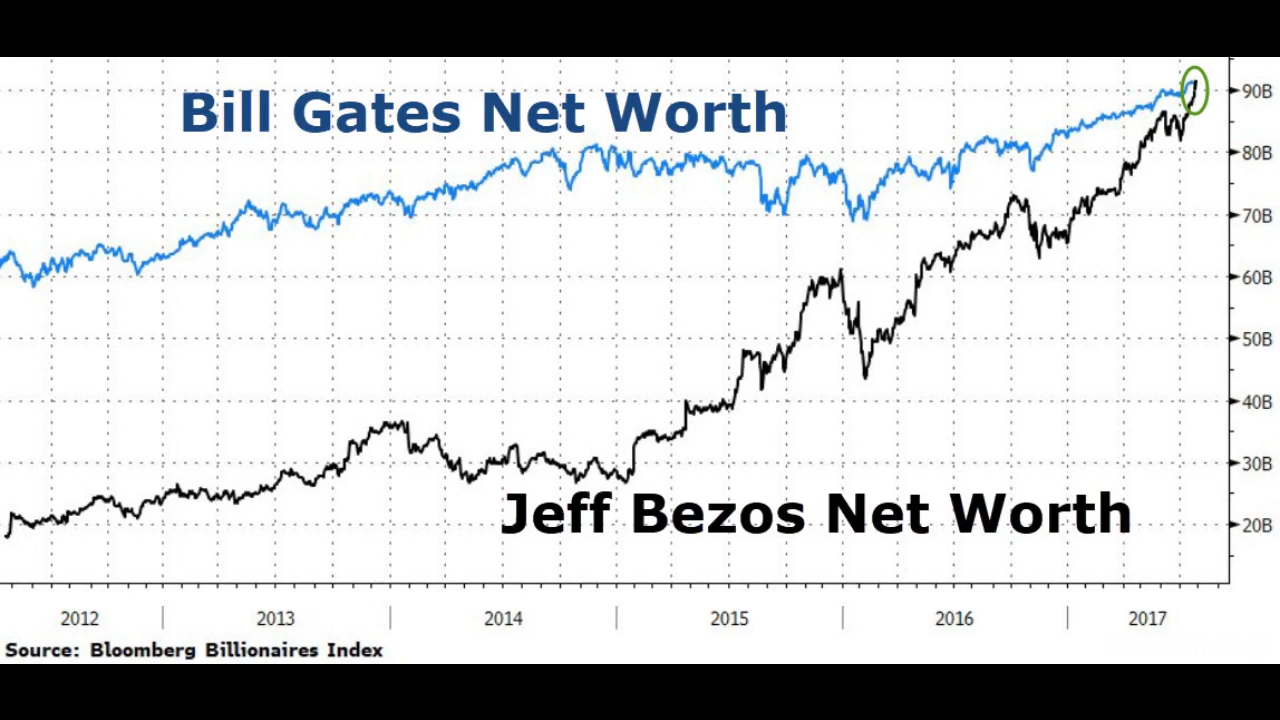 Bill Gates Net Worth
90B
80B
70B
60B
50B
40B
30B
Jeff Bezos Net Worth
20B
2012 2013 2014 2015 2016 2017
Source: Bloomberg Billionaires Index